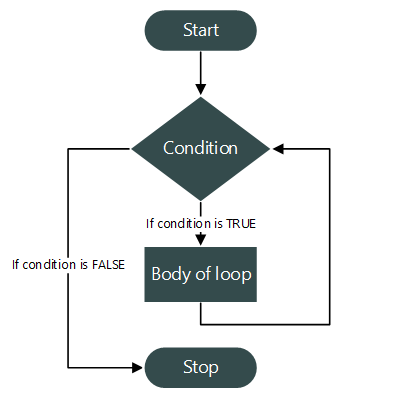 Start
Condition
If condition is TRUE
If condition is FALSE
Body of loop
Stop